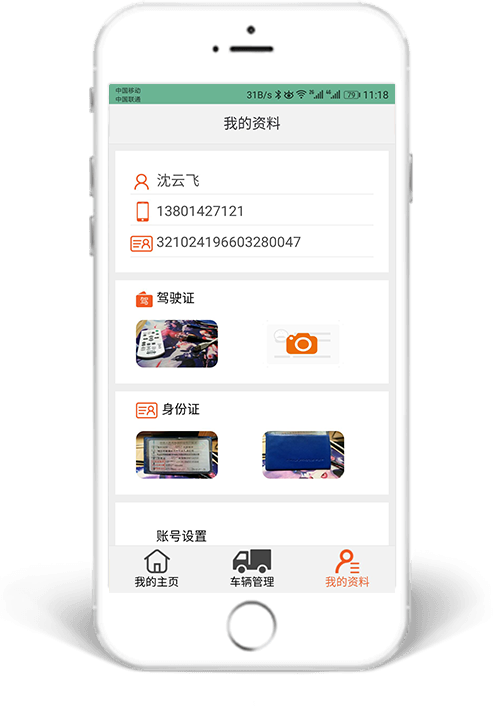 中国移动
中国联通
31B/s 2G 4G 79 11:18
我的资料
沈云飞
13801427121
321024196603280047
驾 驾驶证
身份证
账号设置
我的主页 车辆管理 我的资料